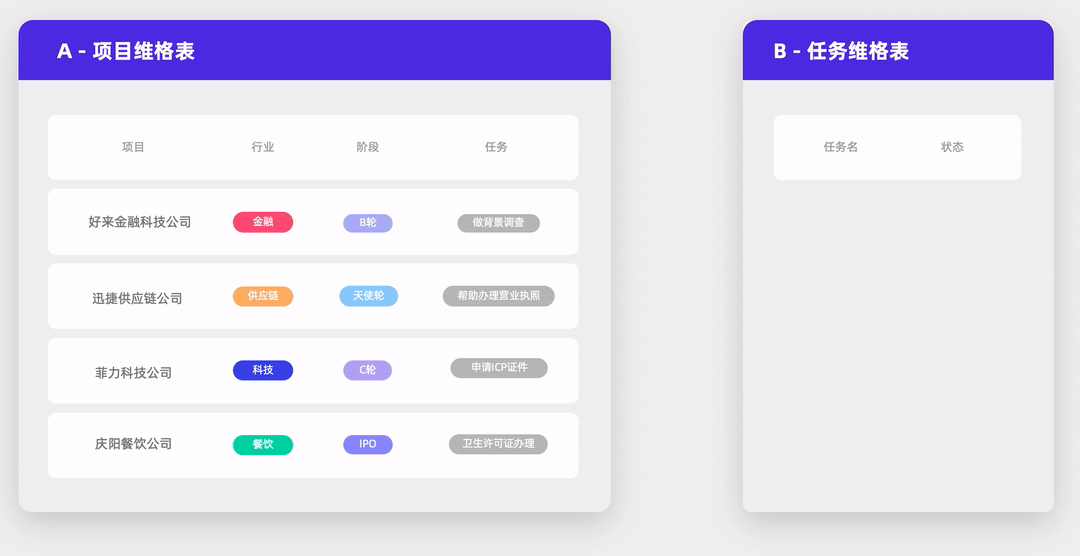 A - 项目维格表
项目 行业 阶段 任务
好来金融科技公司 金融 B轮 做背景调查
迅捷供应链公司 供应链 天使轮 帮助办理营业执照
菲力科技公司 科技 C轮 申请ICP证件
庆阳餐饮公司 餐饮 IPO 卫生许可证办理
B - 任务维格表
任务名 状态